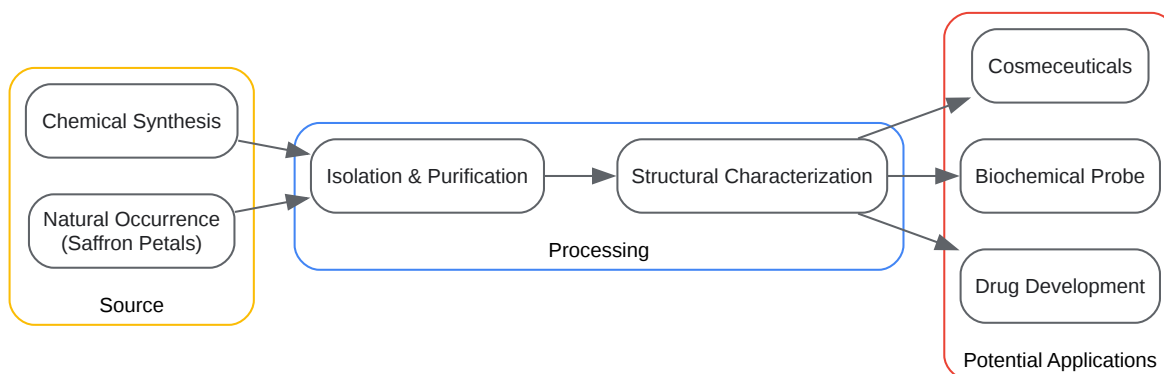 Chemical Synthesis
Natural Occurrence
(Saffron Petals)
Source
Isolation & Purification
Structural Characterization
Processing
Cosmeceuticals
Biochemical Probe
Drug Development
Potential Applications